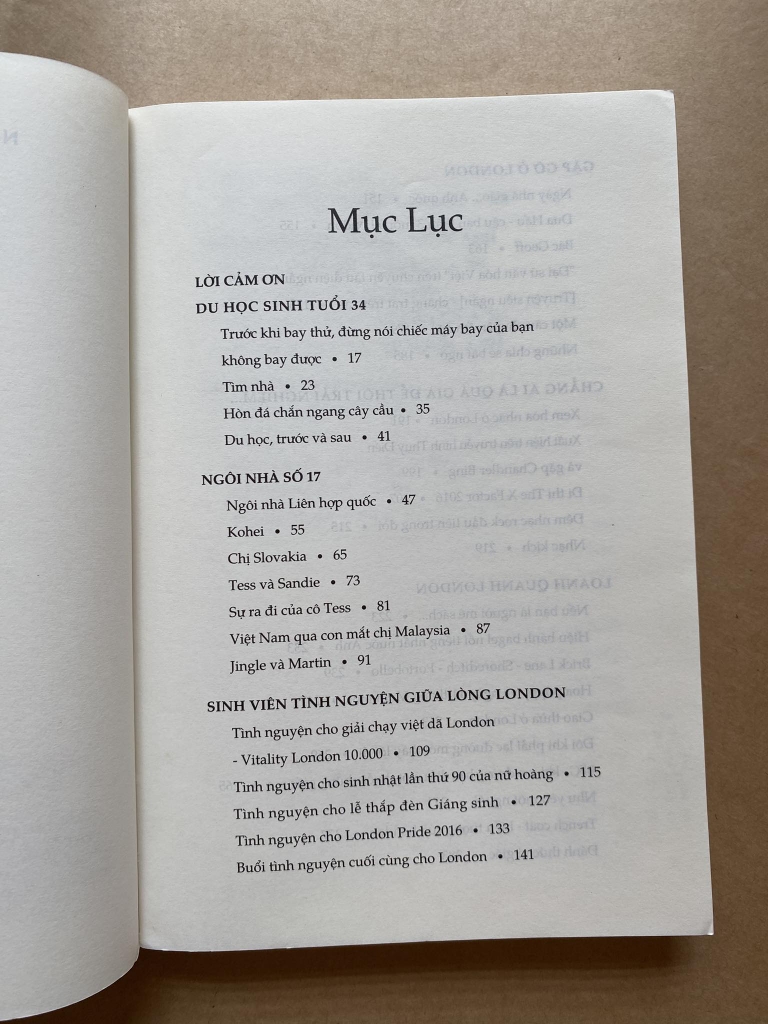 Mục Lục
LỜI CẢM ƠN
DU HỌC SINH TUỔI 34
Trước khi bay thử, đừng nói chiếc máy bay của bạn
không bay được • 17
Tìm nhà • 23
Hòn đá chắn ngang cây cầu • 35
Du học, trước và sau • 41
NGÔI NHÀ SỐ 17
Ngôi nhà Liên hợp quốc • 47
Kohei • 55
Chị Slovakia • 65
Tess và Sandie • 73
Sự ra đi của cô Tess • 81
Việt Nam qua con mắt chị Malaysia • 87
Jingle và Martin • 91
SINH VIÊN TÌNH NGUYỆN GIỮA LÒNG LONDON
Tình nguyện cho giải chạy việt dã London
- Vitality London 10.000 • 109
Tình nguyện cho sinh nhật lần thứ 90 của nữ hoàng • 115
Tình nguyện cho lễ thắp đèn Giáng sinh • 127
Tình nguyện cho London Pride 2016 • 133
Buổi tình nguyện cuối cùng cho London • 141